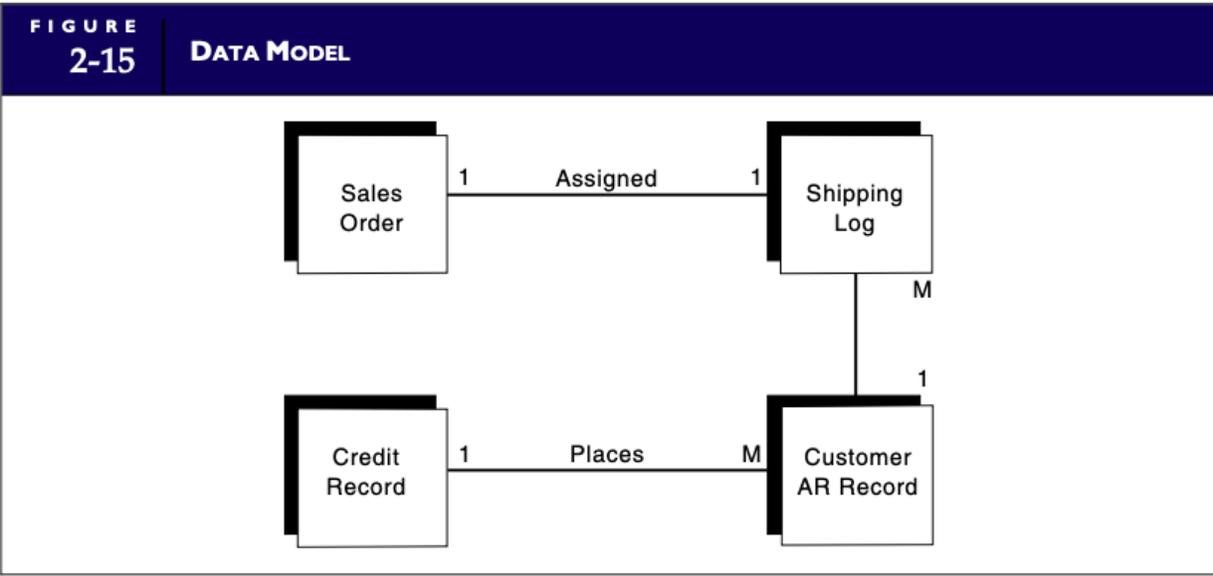 FIGURE
2-15
DATA MODEL
Sales
Order
1
Assigned
1
Shipping
Log
M
1
Credit
Record
1
Places
M
Customer
AR Record